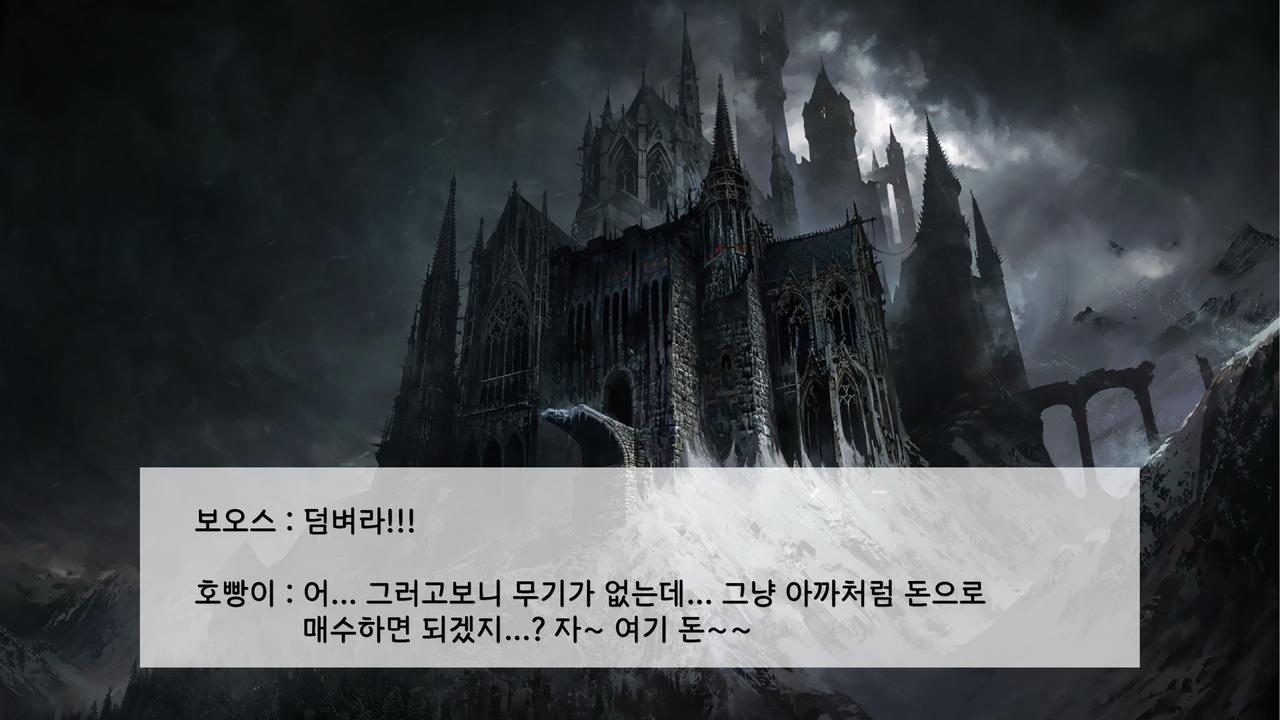 보오스 : 덤벼라!!!
호빵이 : 어... 그러고보니 무기가 없는데... 그냥 아까처럼 돈으로
매수하면 되겠지...? 자~ 여기 돈~~